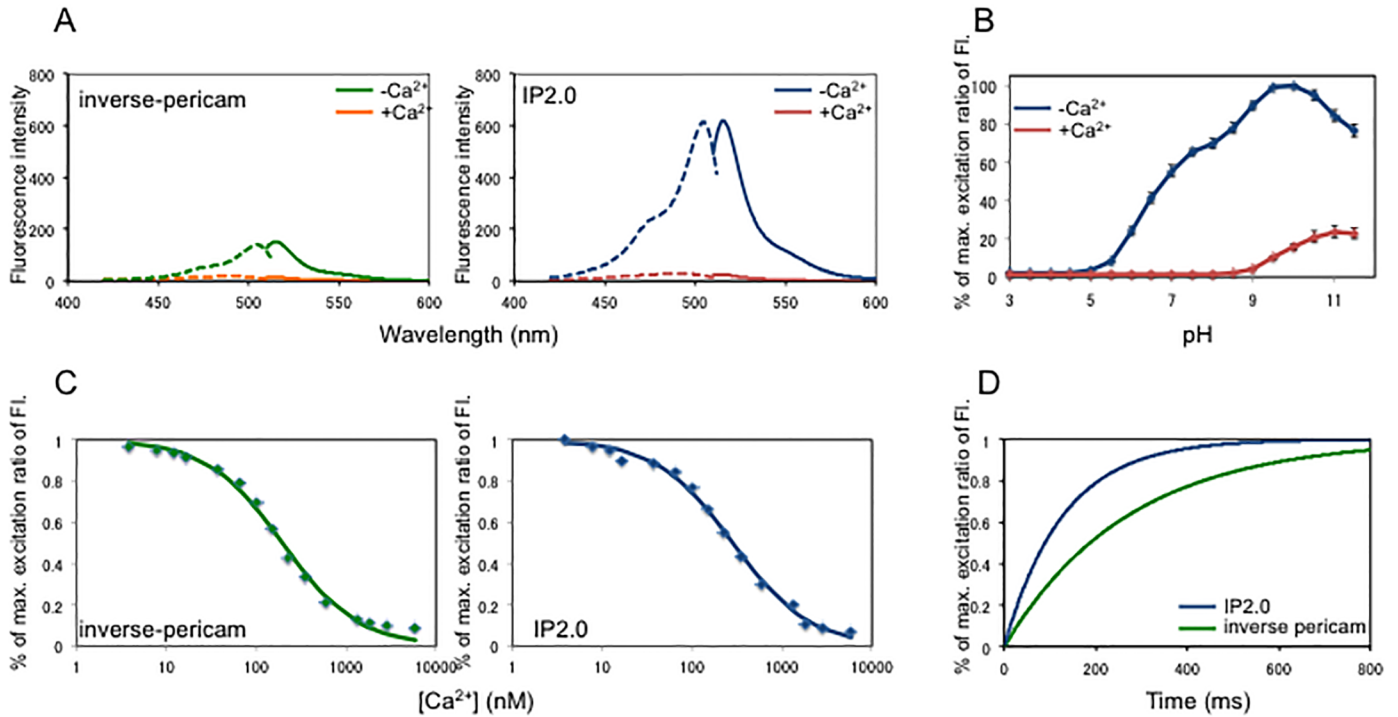 A
Fluorescence intensity
800
600
400
200
0
inverse-pericam
-Ca²⁺
+Ca²⁺
400
450
500
550
600
Fluorescence intensity
800
600
400
200
0
IP2.0
-Ca²⁺
+Ca²⁺
400
450
500
550
600
Wavelength (nm)
B
% of max. excitation ratio of FI.
100
80
60
40
20
0
-Ca²⁺
+Ca²⁺
3
5
7
9
11
pH
C
% of max. excitation ratio of FI.
1
0.8
0.6
0.4
0.2
0
inverse-pericam
1
10
100
1000
10000
% of max. excitation ratio of FI.
1
0.8
0.6
0.4
0.2
0
IP2.0
1
10
100
1000
10000
[Ca²⁺] (nM)
D
% of max. excitation ratio of FI.
1
0.8
0.6
0.4
0.2
0
IP2.0
inverse pericam
0
200
400
600
800
Time (ms)